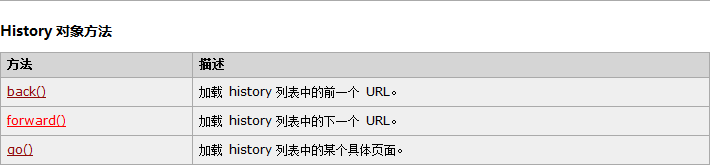 History 对象方法
方法 描述
back() 加载 history 列表中的前一个 URL。
forward() 加载 history 列表中的下一个 URL。
go() 加载 history 列表中的某个具体页面。